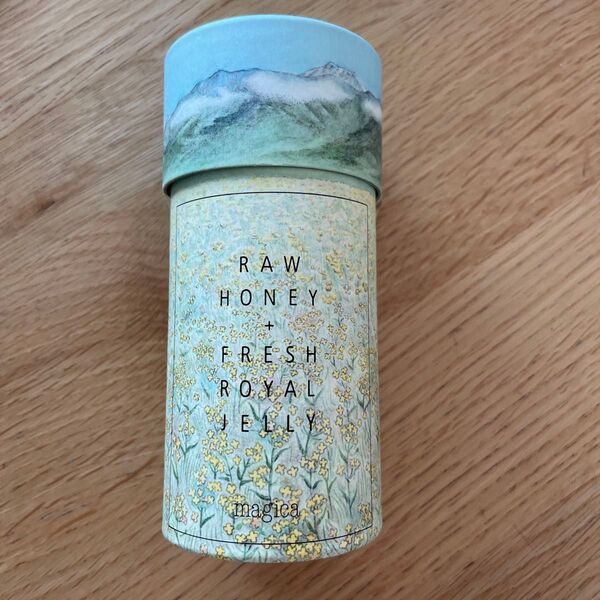 RAW
HONEY
+
FRESH
ROYAL
JELLY
magica